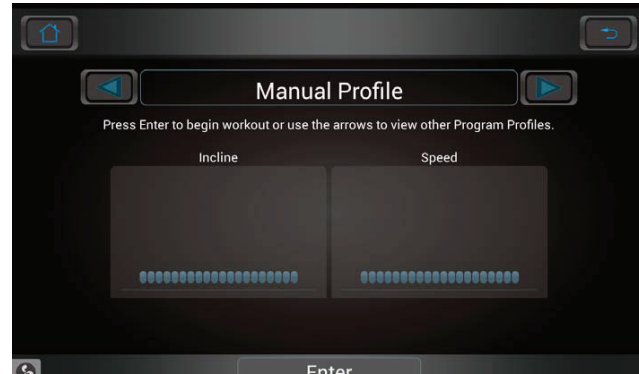 Manual Profile
Press Enter to begin workout or use the arrows to view other Program Profiles.
Incline
Speed
Enter